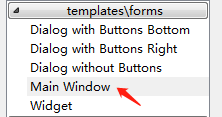 templates\forms
Dialog with Buttons Bottom
Dialog with Buttons Right
Dialog without Buttons
Main Window
Widget